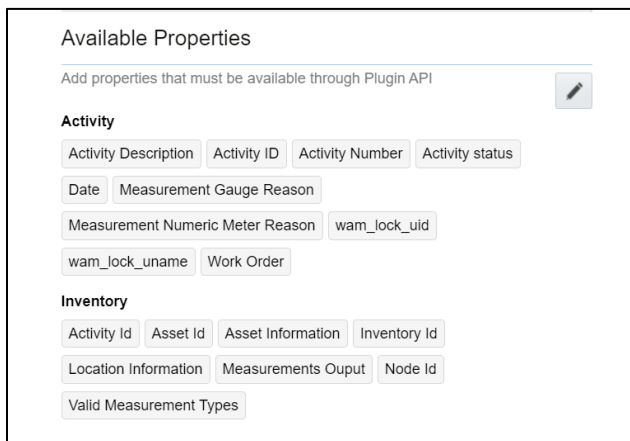 Available Properties
Add properties that must be available through Plugin API
Activity
Activity Description Activity ID Activity Number Activity status
Date Measurement Gauge Reason
Measurement Numeric Meter Reason wam_lock_uid
wam_lock_uname Work Order
Inventory
Activity Id Asset Id Asset Information Inventory Id
Location Information Measurements Ouput Node Id
Valid Measurement Types